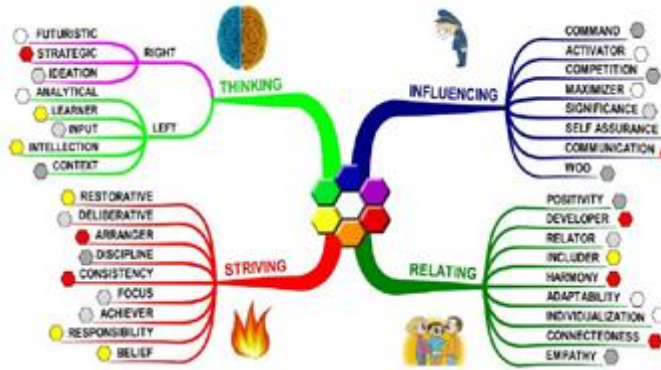 FUTURISTIC
STRATEGIC
IDEATION
RIGHT
ANALYTICAL
LEARNER
INPUT
INTELLECTION
CONTEXT
LEFT
THINKING
COMMAND
ACTIVATOR
COMPETITION
MAXIMIZER
SIGNIFICANCE
SELF ASSURANCE
COMMUNICATION
WOO
INFLUENCING
RESTORATIVE
DELIBERATIVE
ARRANGER
DISCIPLINE
CONSISTENCY
FOCUS
ACHIEVER
RESPONSIBILITY
BELIEF
STRIVING
POSITIVITY
DEVELOPER
RELATOR
INCLUDER
HARMONY
ADAPTABILITY
INDIVIDUALIZATION
CONNECTEDNESS
EMPATHY
RELATING